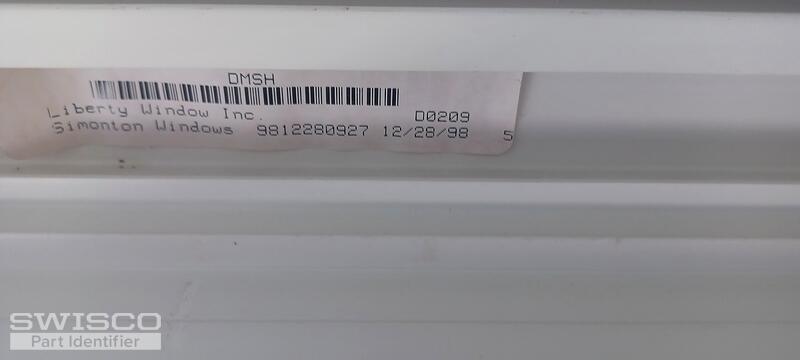 DMSH
Liberty Window Inc. D0209
Simonton Windows 9812280927 12/28/98 5
SWISCO
Part Identifier